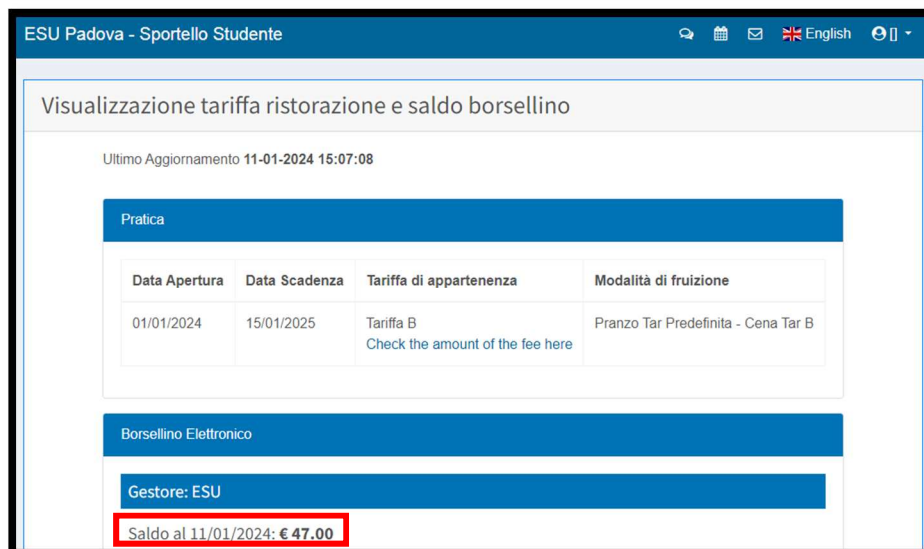 ESU Padova - Sportello Studente English []
Visualizzazione tariffa ristorazione e saldo borsellino
Ultimo Aggiornamento 11-01-2024 15:07:08
Pratica
Data Apertura Data Scadenza Tariffa di appartenenza Modalità di fruizione
01/01/2024 15/01/2025 Tariffa B Pranzo Tar Predefinita - Cena Tar B
Check the amount of the fee here
Borsellino Elettronico
Gestore: ESU
Saldo al 11/01/2024: € 47.00